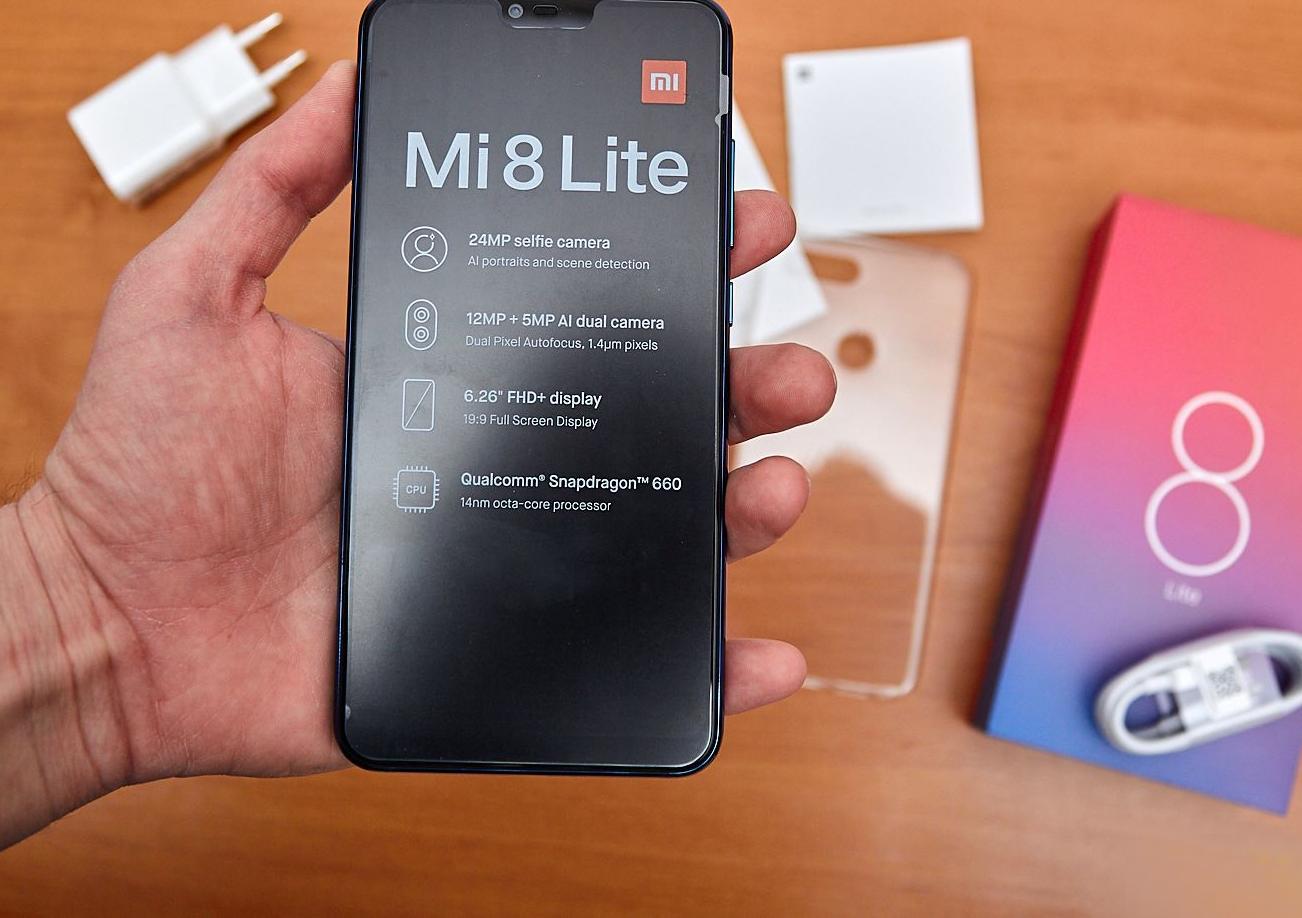 mi
Mi 8 Lite
24MP selfie camera
AI portraits and scene detection
12MP + 5MP AI dual camera
Dual Pixel Autofocus, 1.4μm pixels
6.26" FHD+ display
19:9 Full Screen Display
CPU
Qualcomm® Snapdragon™ 660
14nm octa-core processor
8
Lite